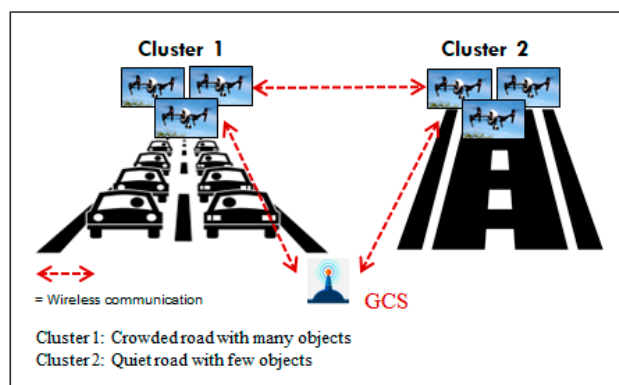 Cluster 1
Cluster 2
GCS
= Wireless communication
Cluster 1: Crowded road with many objects
Cluster 2: Quiet road with few objects